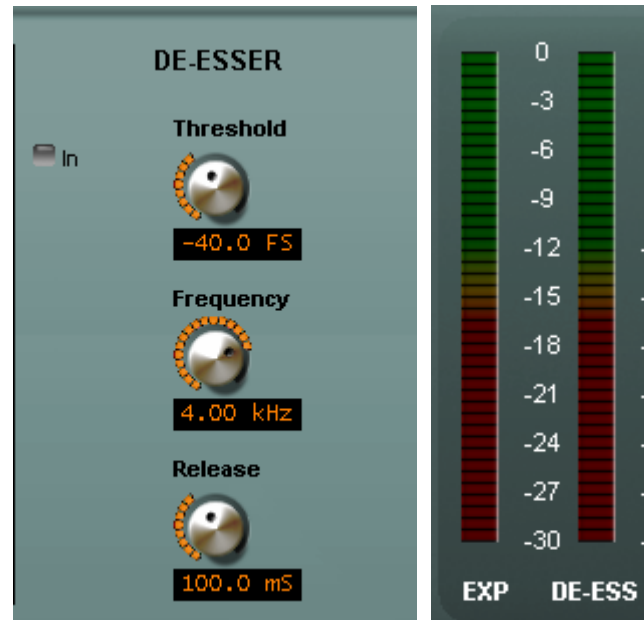 DE-ESSER
Threshold
In
-40.0 FS
Frequency
4.00 kHz
Release
100.0 mS
0
-3
-6
-9
-12
-15
-18
-21
-24
-27
-30
EXP DE-ESS